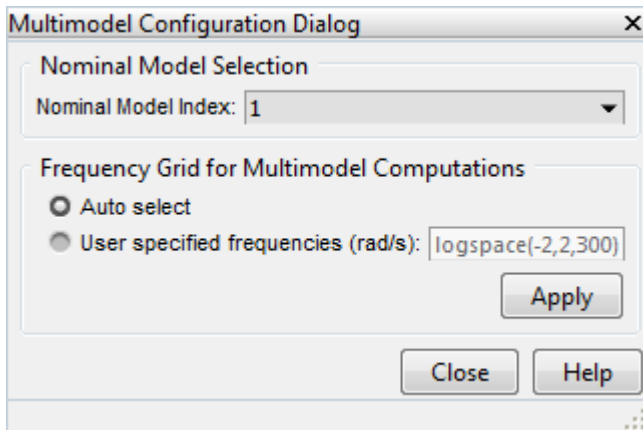 Multimodel Configuration Dialog
Nominal Model Selection
Nominal Model Index: 1
Frequency Grid for Multimodel Computations
Auto select
User specified frequencies (rad/s): logspace(-2,2,300)
Apply
Close Help